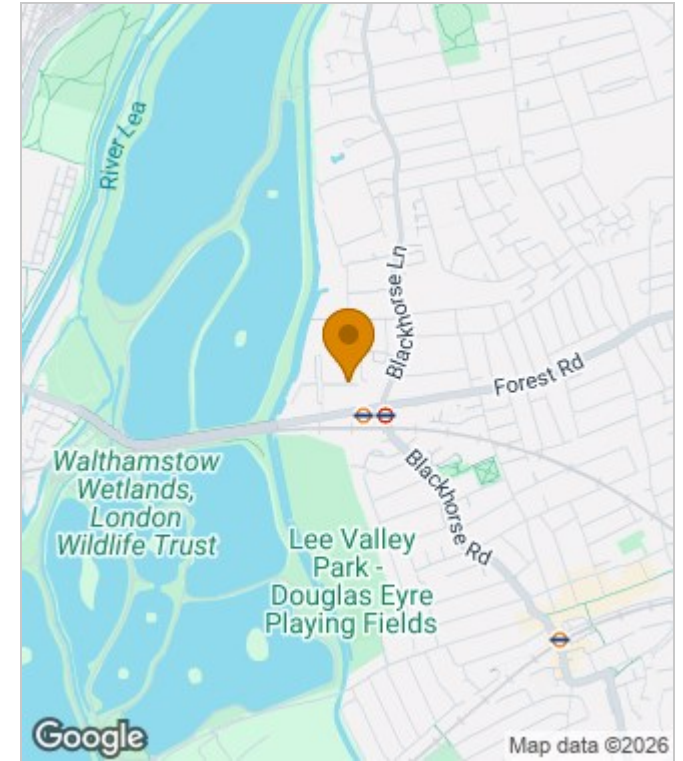 River Lea
Blackhorse Ln
Forest Rd
Walthamstow
Wetlands,
London
Wildlife Trust
Blackhorse Rd
Lee Valley
Park -
Douglas Eyre
Playing Fields
Google
Map data ©2026